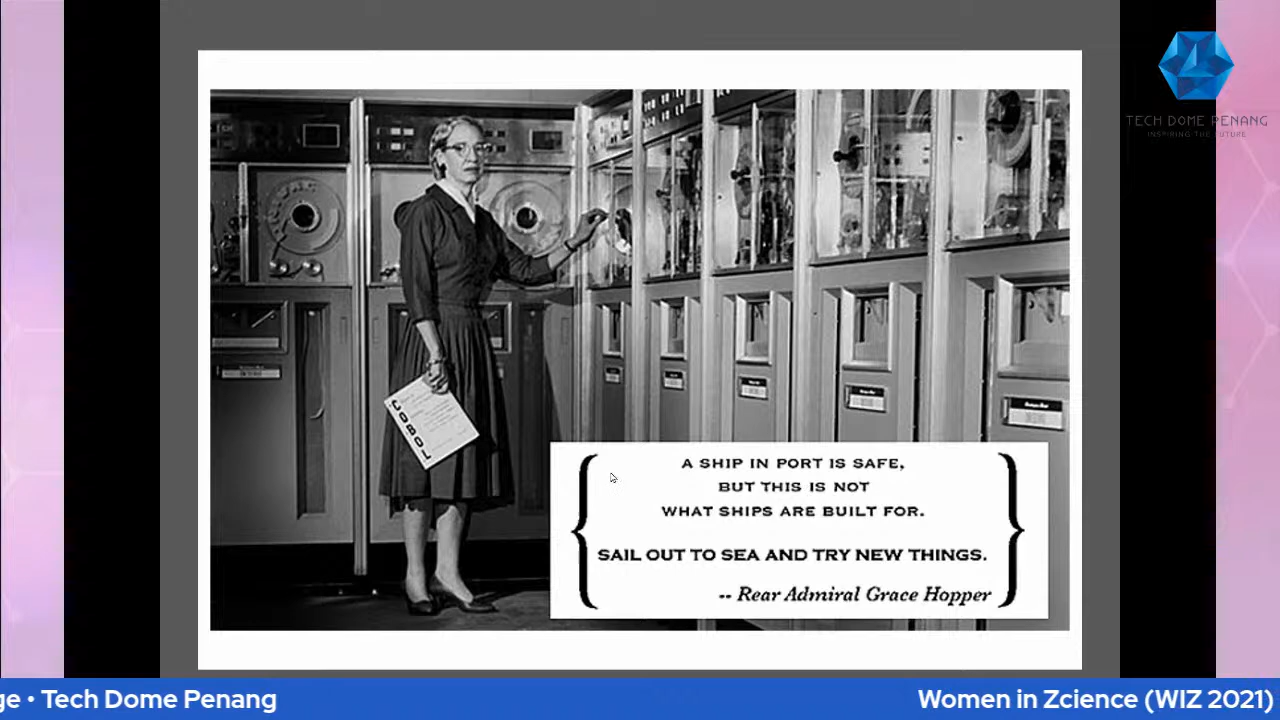 TECH DOME PENANG
INSPIRING THE FUTURE
COBOL
A SHIP IN PORT IS SAFE,
BUT THIS IS NOT
WHAT SHIPS ARE BUILT FOR.
SAIL OUT TO SEA AND TRY NEW THINGS.
-- Rear Admiral Grace Hopper
ge • Tech Dome Penang
Women in Zcience (WIZ 2021)